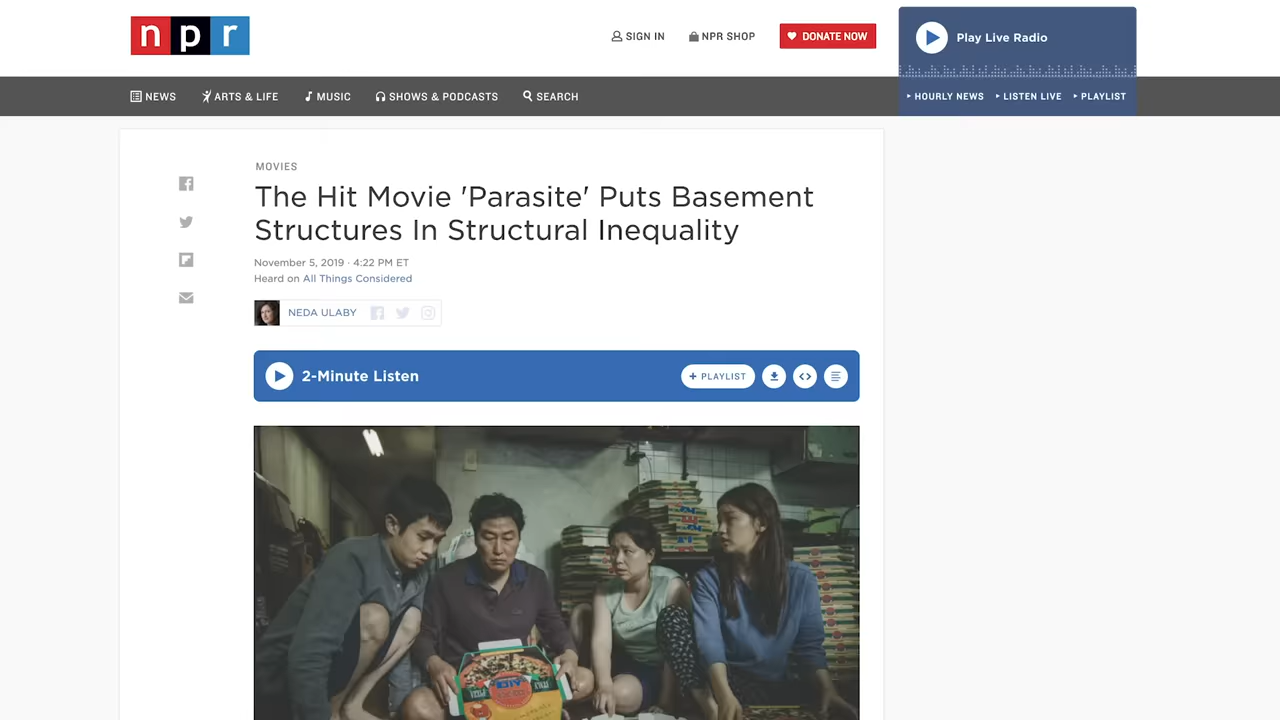 npr
SIGN IN
NPR SHOP
DONATE NOW
Play Live Radio
NEWS
ARTS & LIFE
MUSIC
SHOWS & PODCASTS
SEARCH
HOURLY NEWS
LISTEN LIVE
PLAYLIST
MOVIES
The Hit Movie 'Parasite' Puts Basement
Structures In Structural Inequality
November 5, 2019 · 4:22 PM ET
Heard on All Things Considered
NEDA ULABY
2-Minute Listen
+ PLAYLIST